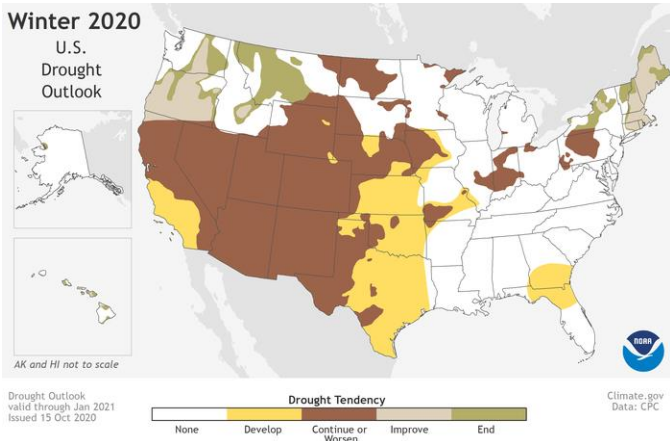 Winter 2020
U.S.
Drought
Outlook
AK and HI not to scale
NOAA
Drought Outlook
valid through Jan 2021
Issued 15 Oct 2020
Drought Tendency
None
Develop
Continue or
Worsen
Improve
End
Climate.gov
Data: CPC